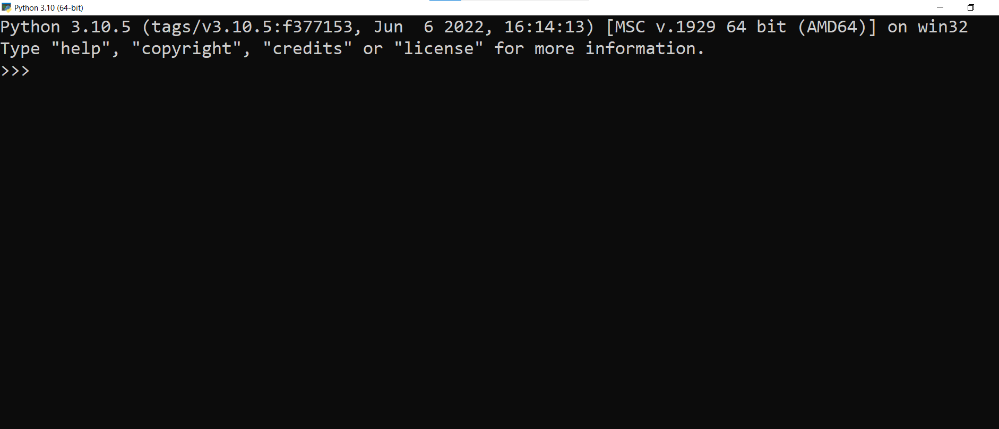 Python 3.10 (64-bit)
Python 3.10.5 (tags/v3.10.5:f377153, Jun  6 2022, 16:14:13) [MSC v.1929 64 bit (AMD64)] on win32
Type "help", "copyright", "credits" or "license" for more information.
>>>